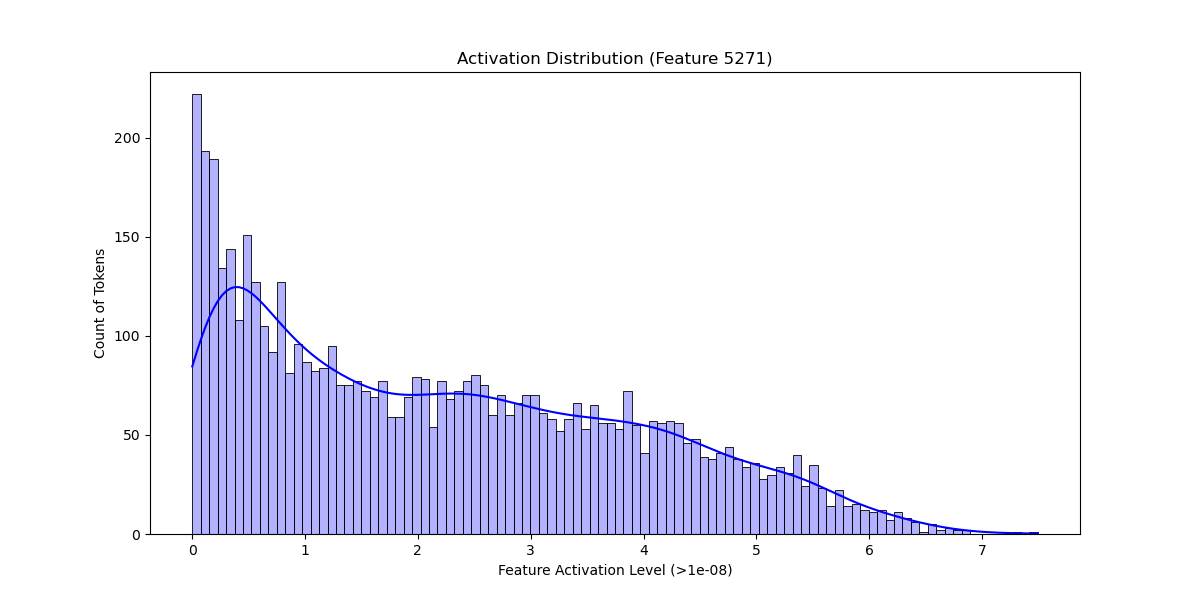 Activation Distribution (Feature 5271)
Count of Tokens
200
150
100
50
0
0 1 2 3 4 5 6 7
Feature Activation Level (>1e-08)